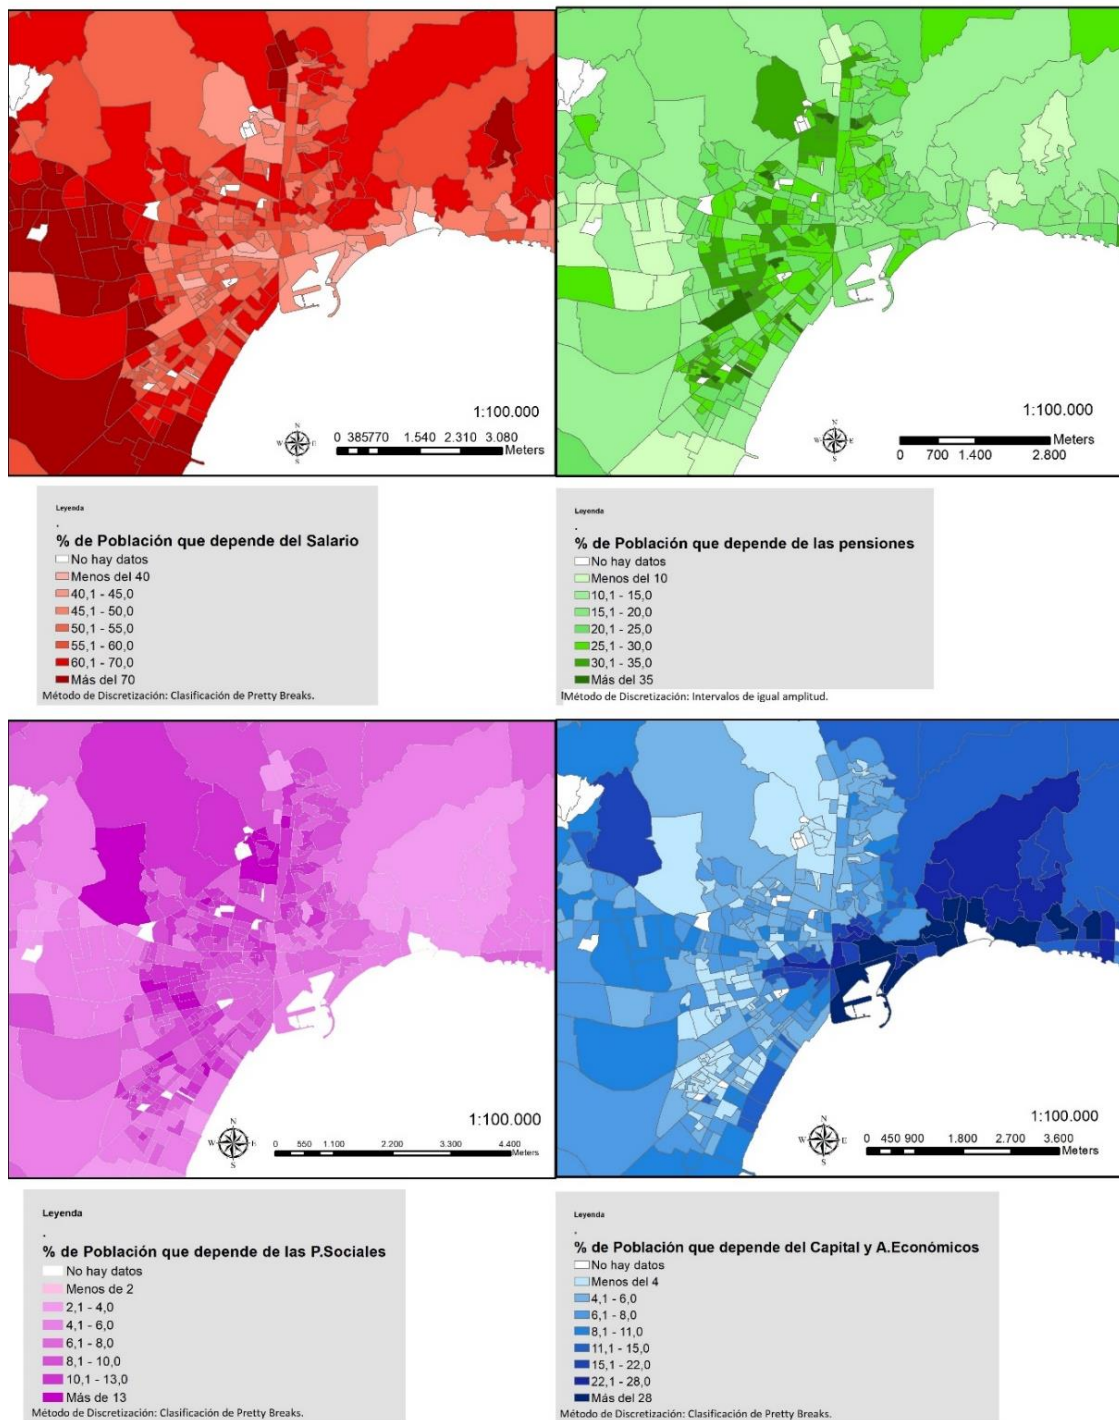 1:100.000
N
W E
S
0 385770 1.540 2.310 3.080
Meters
1:100.000
N
W E
S
Meters
0 700 1.400 2.800
Leyenda
.
% de Población que depende del Salario
No hay datos
Menos del 40
40,1 - 45,0
45,1 - 50,0
50,1 - 55,0
55,1 - 60,0
60,1 - 70,0
Más del 70
Método de Discretización: Clasificación de Pretty Breaks.
Leyenda
.
% de Población que depende de las pensiones
No hay datos
Menos del 10
10,1 - 15,0
15,1 - 20,0
20,1 - 25,0
25,1 - 30,0
30,1 - 35,0
Más del 35
Método de Discretización: Intervalos de igual amplitud.
1:100.000
N
W E
S
0 550 1.100 2.200 3.300 4.400
Meters
1:100.000
N
W E
S
0 450 900 1.800 2.700 3.600
Meters
Leyenda
.
% de Población que depende de las P.Sociales
No hay datos
Menos de 2
2,1 - 4,0
4,1 - 6,0
6,1 - 8,0
8,1 - 10,0
10,1 - 13,0
Más de 13
Método de Discretización: Clasificación de Pretty Breaks.
Leyenda
.
% de Población que depende del Capital y A.Económicos
No hay datos
Menos del 4
4,1 - 6,0
6,1 - 8,0
8,1 - 11,0
11,1 - 15,0
15,1 - 22,0
22,1 - 28,0
Más del 28
Método de Discretización: Clasificación de Pretty Breaks.